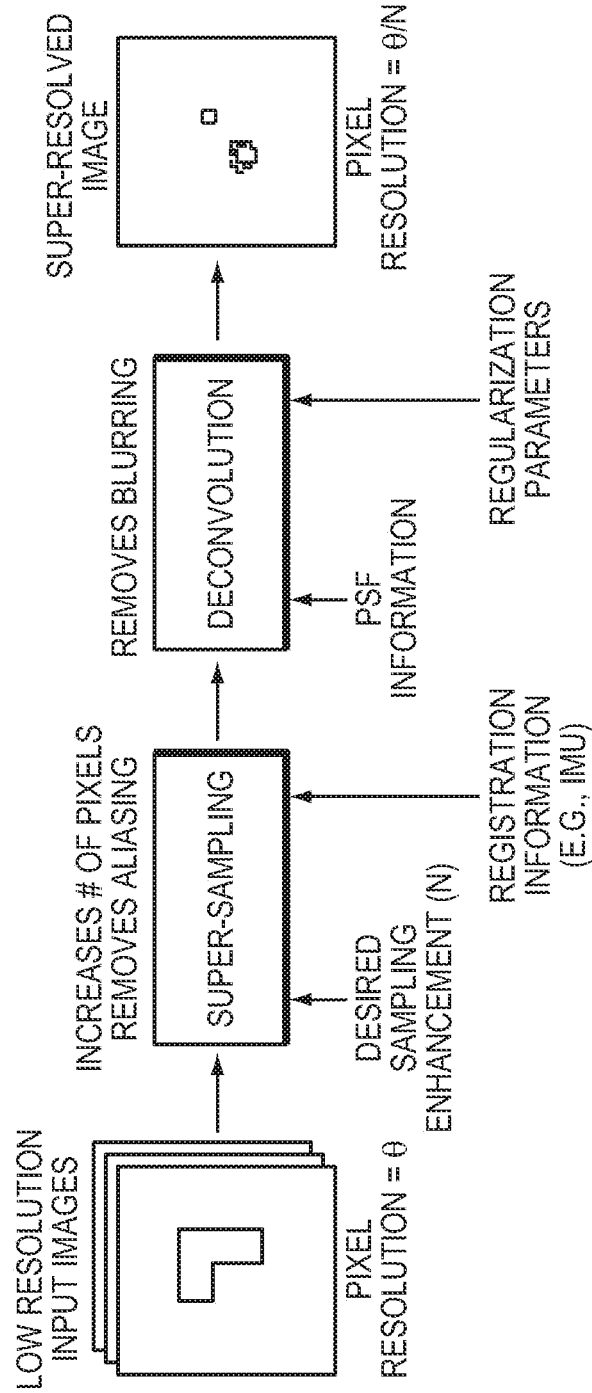 LOW RESOLUTION
INPUT IMAGES
PIXEL
RESOLUTION = θ
INCREASES # OF PIXELS
REMOVES ALIASING
SUPER-SAMPLING
DESIRED
SAMPLING
ENHANCEMENT (N)
REGISTRATION
INFORMATION
(E.G., IMU)
REMOVES BLURRING
DECONVOLUTION
PSF
INFORMATION
REGULARIZATION
PARAMETERS
SUPER-RESOLVED
IMAGE
PIXEL
RESOLUTION = θ/N